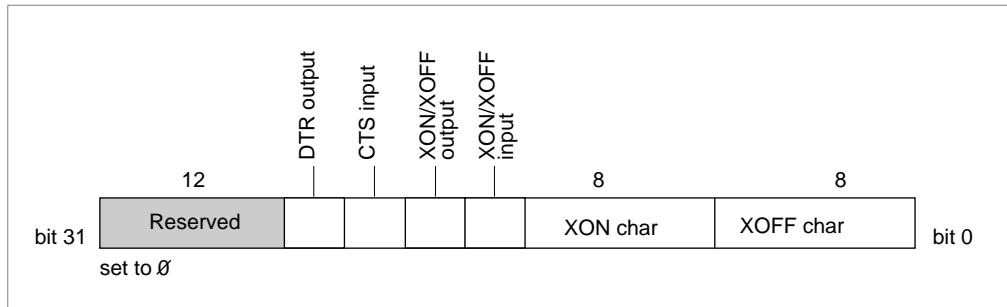 DTR output
CTS input
XON/XOFF
output
XON/XOFF
input
12
8
8
bit 31
Reserved
XON char
XOFF char
bit 0
set to 0